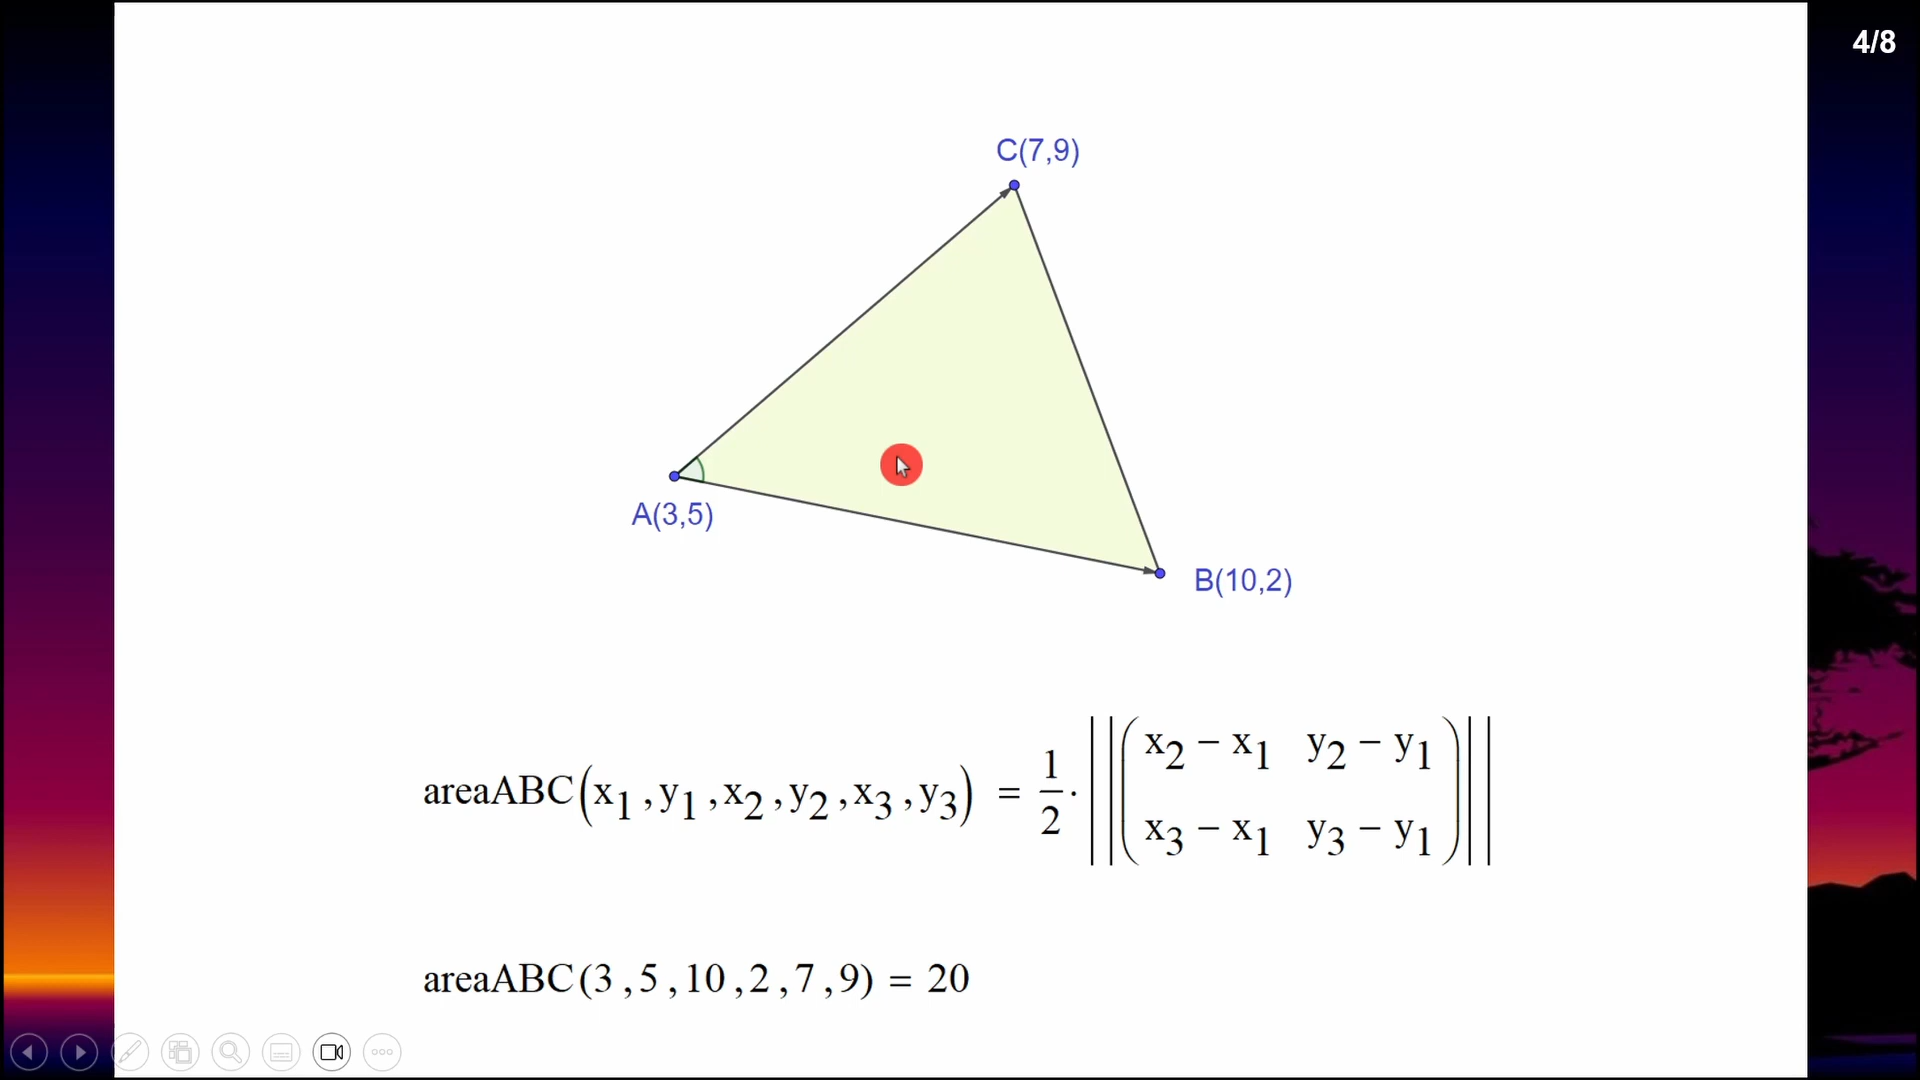 4/8
C(7,9)
A(3,5)
B(10,2)
areaABC(x₁,y₁,x₂,y₂,x₃,y₃) = 1/2 · ||(x₂ − x₁ y₂ − y₁
x₃ − x₁ y₃ − y₁)||
areaABC(3,5,10,2,7,9) = 20